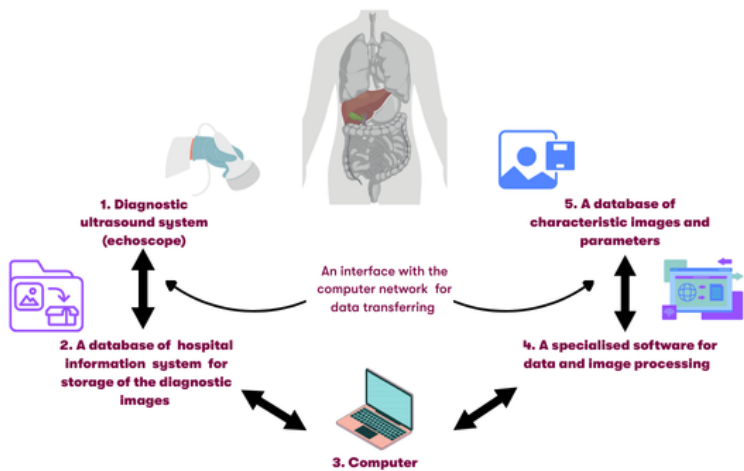 1. Diagnostic
ultrasound system
(echoscope)
5. A database of
characteristic images and
parameters
An interface with the
computer network for
data transferring
2. A database of hospital
information system for
storage of the diagnostic
images
4. A specialised software for
data and image processing
3. Computer